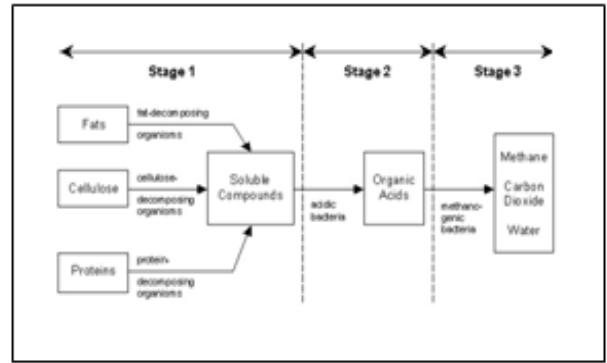 Stage 1
Stage 2
Stage 3
Fats
fat-decomposing
organisms
Cellulose
cellulose-
decomposing
organisms
Proteins
protein-
decomposing
organisms
Soluble
Compounds
acidic
bacteria
Organic
Acids
methano-
genic
bacteria
Methane
Carbon
Dioxide
Water